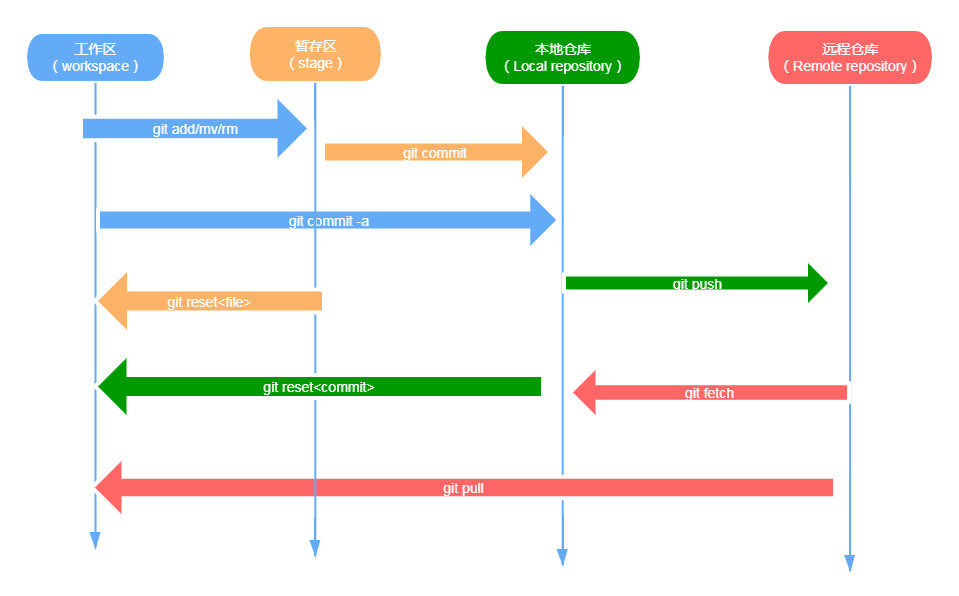 工作区
（workspace）
暂存区
（stage）
本地仓库
（Local repository）
远程仓库
（Remote repository）
git add/mv/rm
git commit
git commit -a
git push
git reset<file>
git reset<commit>
git fetch
git pull